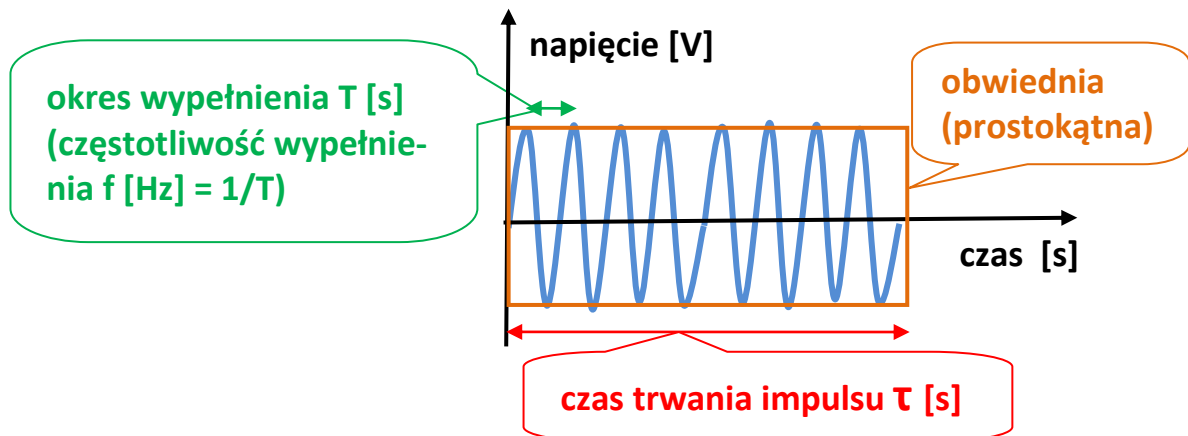 napięcie [V]
okres wypełnienia T [s]
(częstotliwość wypełnie-
nia f [Hz] = 1/T)
obwiednia
(prostokątna)
czas [s]
czas trwania impulsu τ [s]